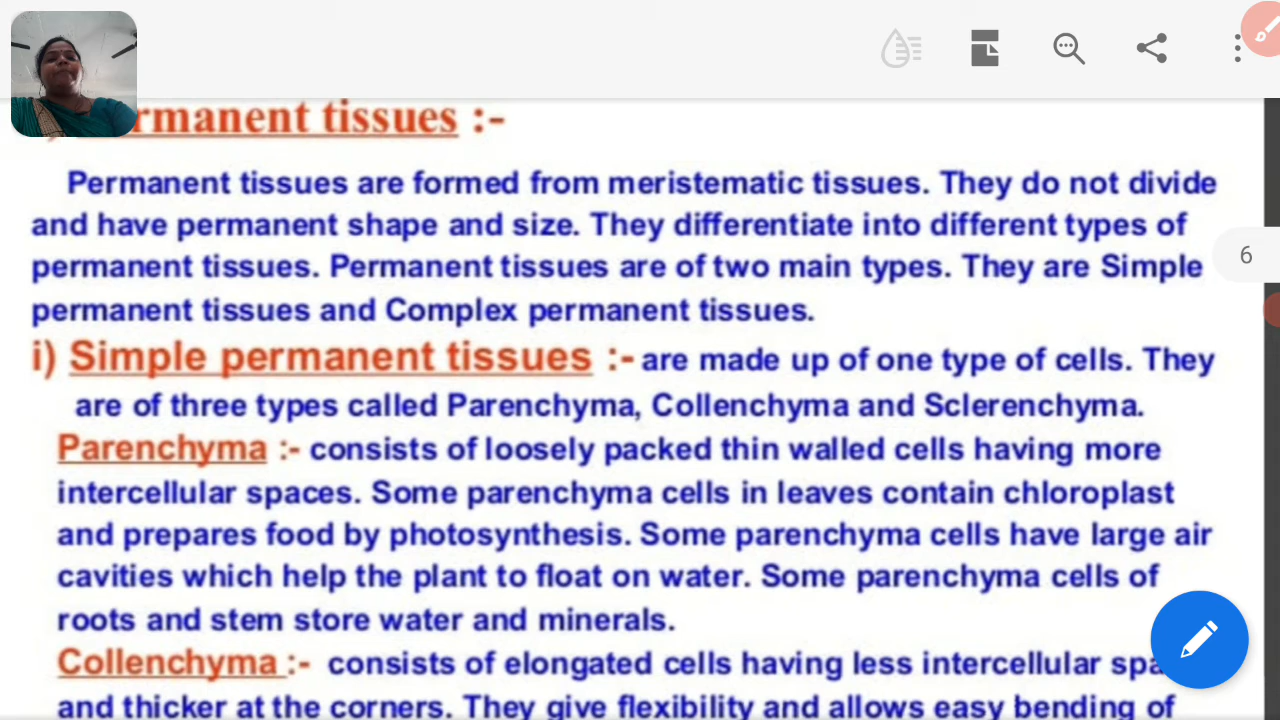 rmanent tissues :-
Permanent tissues are formed from meristematic tissues. They do not divide
and have permanent shape and size. They differentiate into different types of
permanent tissues. Permanent tissues are of two main types. They are Simple
permanent tissues and Complex permanent tissues.
i) Simple permanent tissues :- are made up of one type of cells. They
are of three types called Parenchyma, Collenchyma and Sclerenchyma.
Parenchyma :- consists of loosely packed thin walled cells having more
intercellular spaces. Some parenchyma cells in leaves contain chloroplast
and prepares food by photosynthesis. Some parenchyma cells have large air
cavities which help the plant to float on water. Some parenchyma cells of
roots and stem store water and minerals.
Collenchyma :- consists of elongated cells having less intercellular spa
and thicker at the corners. They give flexibility and allows easy bending of
6